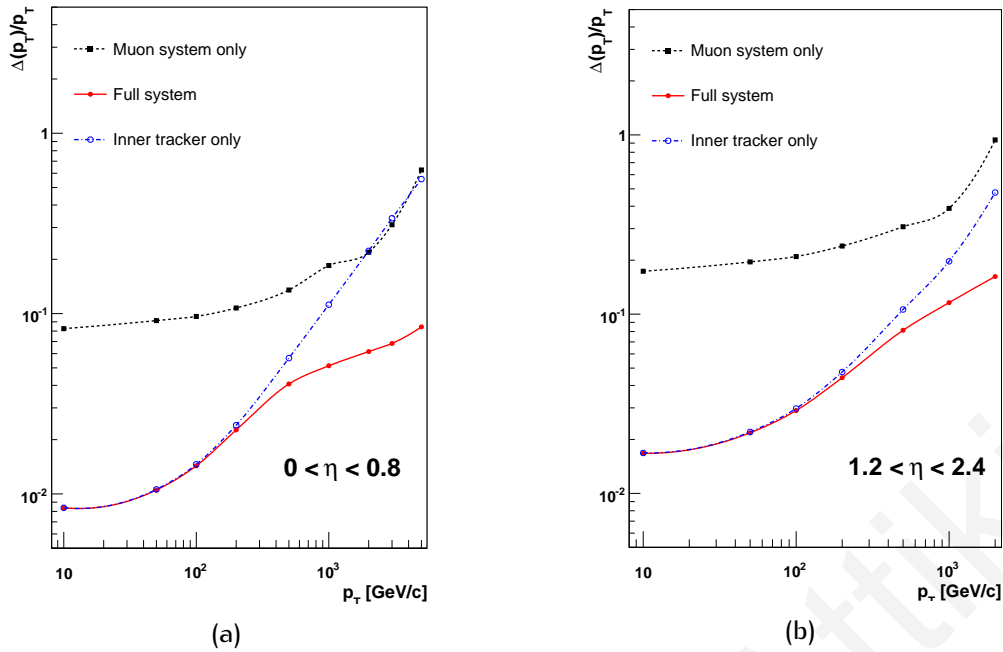 Δ(p_T)/p_T
Muon system only
Full system
Inner tracker only
1
10^-1
10^-2
0 < η < 0.8
10
10^2
10^3
p_T [GeV/c]
(a)
Δ(p_T)/p_T
Muon system only
Full system
Inner tracker only
1
10^-1
10^-2
1.2 < η < 2.4
10
10^2
10^3
p_T [GeV/c]
(b)